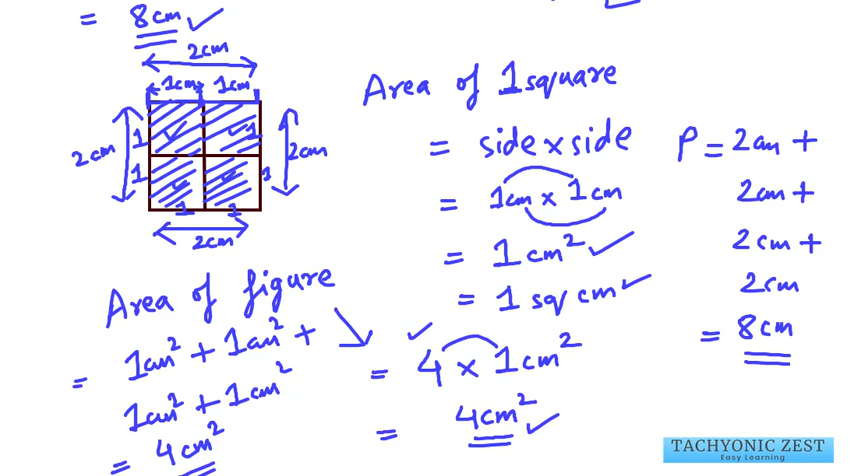 = 8cm ✓
2cm
1cm 1cm
2cm 1 1 2cm
1 1
1 1
2cm
Area of figure
= 1cm² + 1cm² +
1cm² + 1cm²
= 4cm²
Area of 1 square
= side × side
= 1cm × 1cm
= 1cm² ✓
= 1 sq cm ✓
= 4 × 1cm²
= 4cm² ✓
P = 2cm +
2cm +
2cm +
2cm
= 8cm
TACHYONIC ZEST
Easy Learning